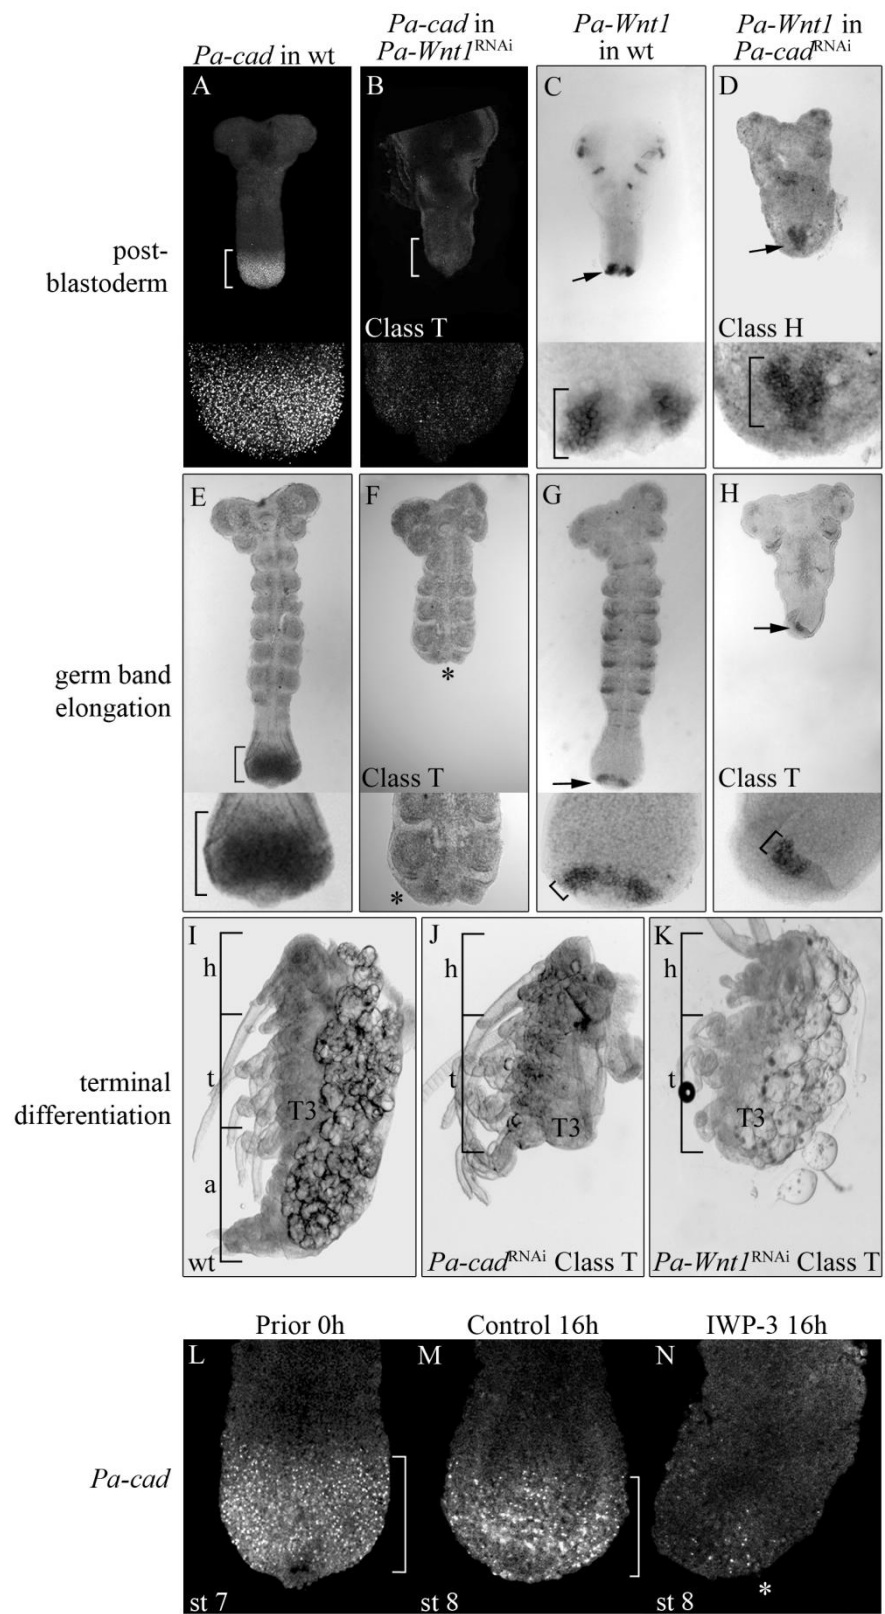 Pa-cad in wt
Pa-cad in
Pa-Wnt1RNAi
Pa-Wnt1
in wt
Pa-Wnt1 in
Pa-cadRNAi
post-
blastoderm
A
B
Class T
C
D
Class H
germ band
elongation
E
F
*
Class T
*
G
H
Class T
terminal
differentiation
I
h
t
T3
a
wt
J
h
t
T3
Pa-cadRNAi Class T
K
h
t
T3
Pa-Wnt1RNAi Class T
Prior 0h
Control 16h
IWP-3 16h
Pa-cad
L
st 7
M
st 8
N
st 8
*